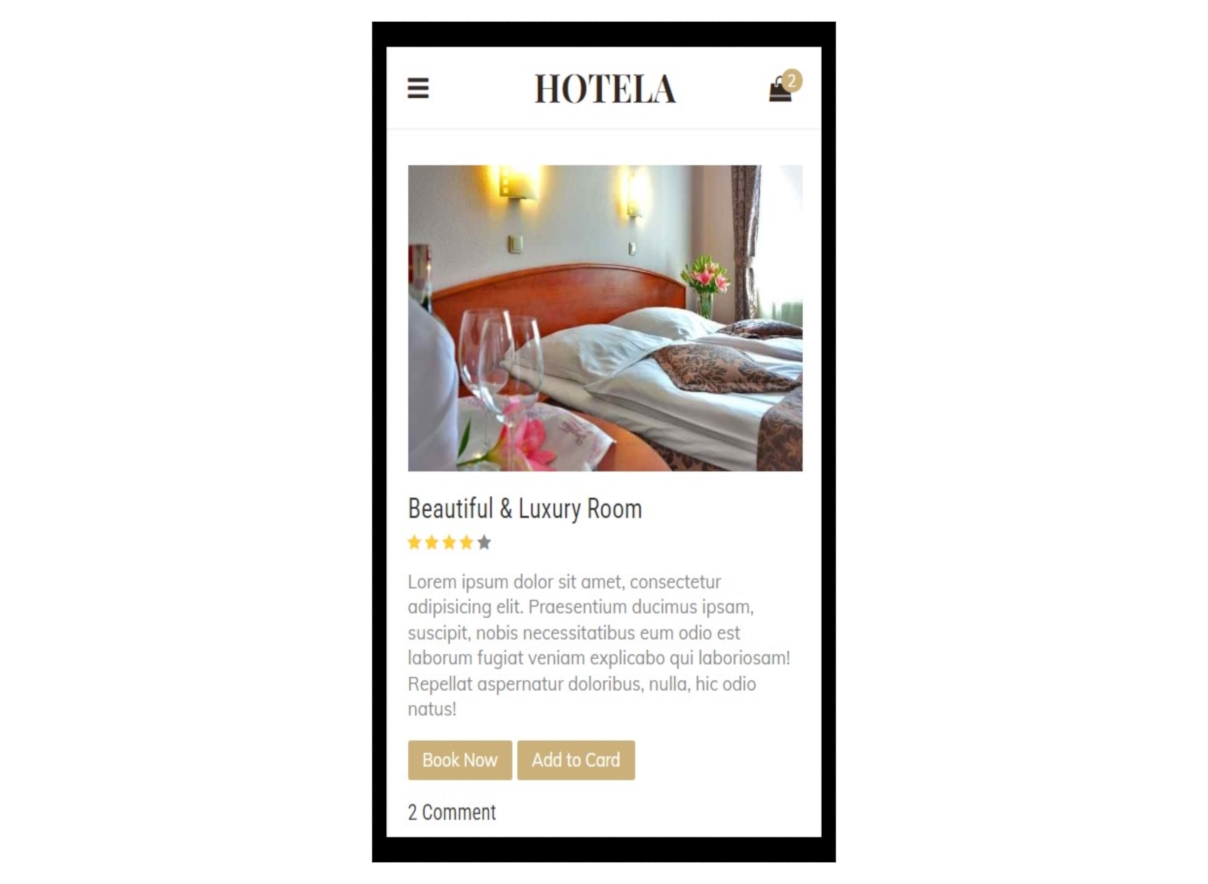 HOTELA
2
Beautiful & Luxury Room
Lorem ipsum dolor sit amet, consectetur
adipisicing elit. Praesentium ducimus ipsam,
suscipit, nobis necessitatibus eum odio est
laborum fugiat veniam explicabo qui laboriosam!
Repellat aspernatur doloribus, nulla, hic odio
natus!
Book Now Add to Card
2 Comment